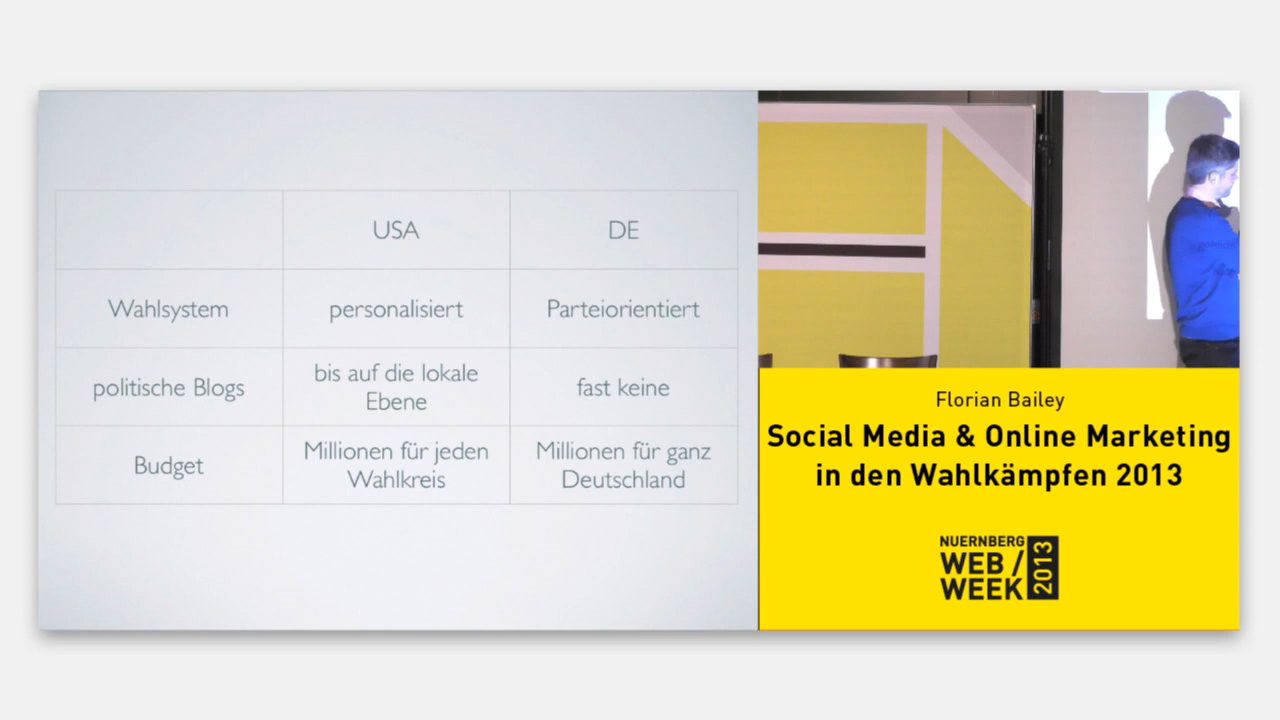 USA
DE
Wahlsystem
personalisiert
Parteiorientiert
politische Blogs
bis auf die lokale
Ebene
fast keine
Budget
Millionen für jeden
Wahlkreis
Millionen für ganz
Deutschland
Florian Bailey
Social Media & Online Marketing
in den Wahlkämpfen 2013
NUERNBERG
WEB /
WEEK
2013